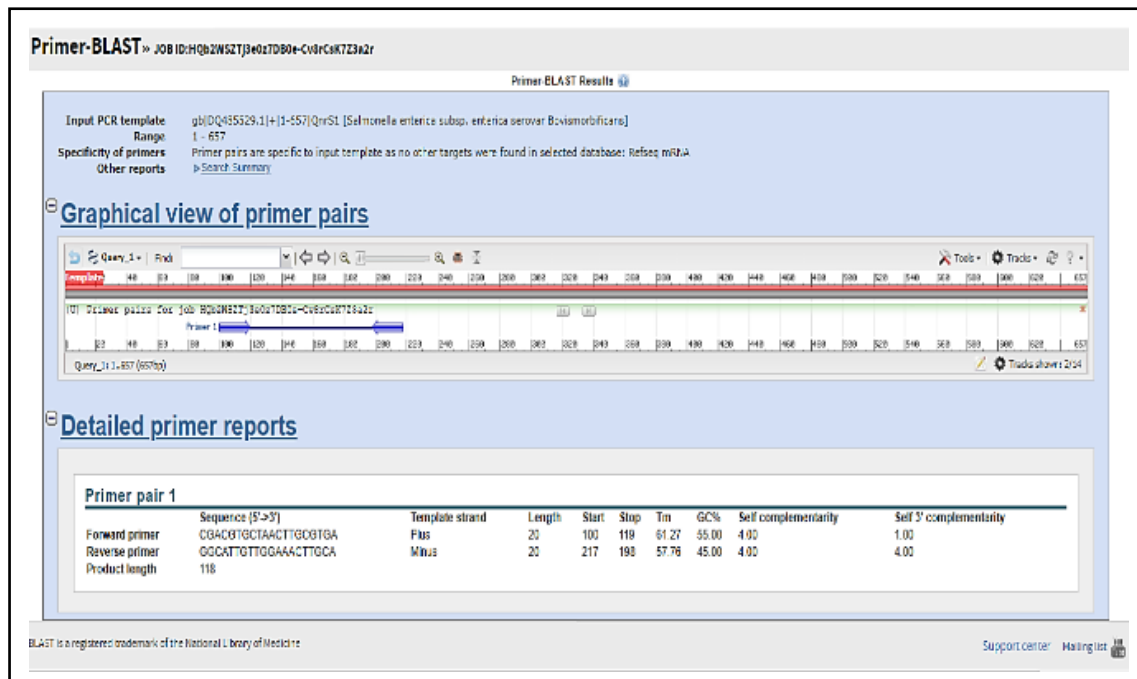 Primer-BLAST» JOB ID:HQb2WSZTj3e0z7DB0e-Cv8rCsK7Z3a2r
Primer-BLAST Results
Input PCR template gb|DQ485529.1|+|1-657|QnrS1 [Salmonella enterica subsp. enterica serovar Bovismorbificans]
Range 1 - 657
Specificity of primers Primer pairs are specific to input template as no other targets were found in selected database: Refseq mRNA
Other reports Search Summary
Graphical view of primer pairs
Query_1 Find: Tools Tracks ?
Template
(U) Primer pairs for job
Primer 1
Query_1: 1..657 (657bp) Tracks shown: 2/14
Detailed primer reports
Primer pair 1
Sequence (5'->3') Template strand Length Start Stop Tm GC% Self complementarity Self 3' complementarity
Forward primer CGACGTGCTAACTTGCGTGA Plus 20 100 119 61.27 55.00 4.00 1.00
Reverse primer GGCATTGTTGGAAACTTGCA Minus 20 217 198 57.76 45.00 4.00 4.00
Product length 118
BLAST is a registered trademark of the National Library of Medicine
Support center Mailing list